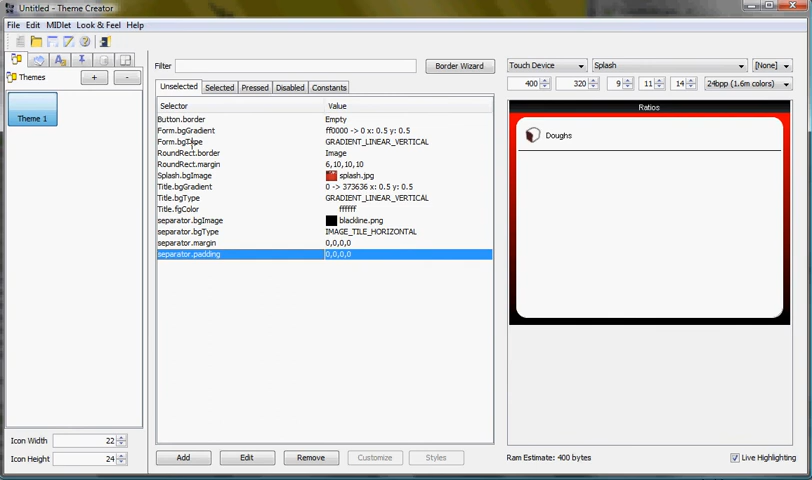 Untitled - Theme Creator
File Edit MIDlet Look & Feel Help
Themes + -
Theme 1
Icon Width 22
Icon Height 24
Filter Border Wizard
Unselected Selected Pressed Disabled Constants
Selector Value
Button.border Empty
Form.bgGradient ff0000 -> 0 x: 0.5 y: 0.5
Form.bgType GRADIENT_LINEAR_VERTICAL
RoundRect.border Image
RoundRect.margin 6,10,10,10
Splash.bgImage splash.jpg
Title.bgGradient 0 -> 373636 x: 0.5 y: 0.5
Title.bgType GRADIENT_LINEAR_VERTICAL
Title.fgColor ffffff
separator.bgImage blackline.png
separator.bgType IMAGE_TILE_HORIZONTAL
separator.margin 0,0,0,0
separator.padding 0,0,0,0
Add Edit Remove Customize Styles
Touch Device Splash [None]
400 320 9 11 14 24bpp (1.6m colors)
Ratios
Doughs
Ram Estimate: 400 bytes Live Highlighting